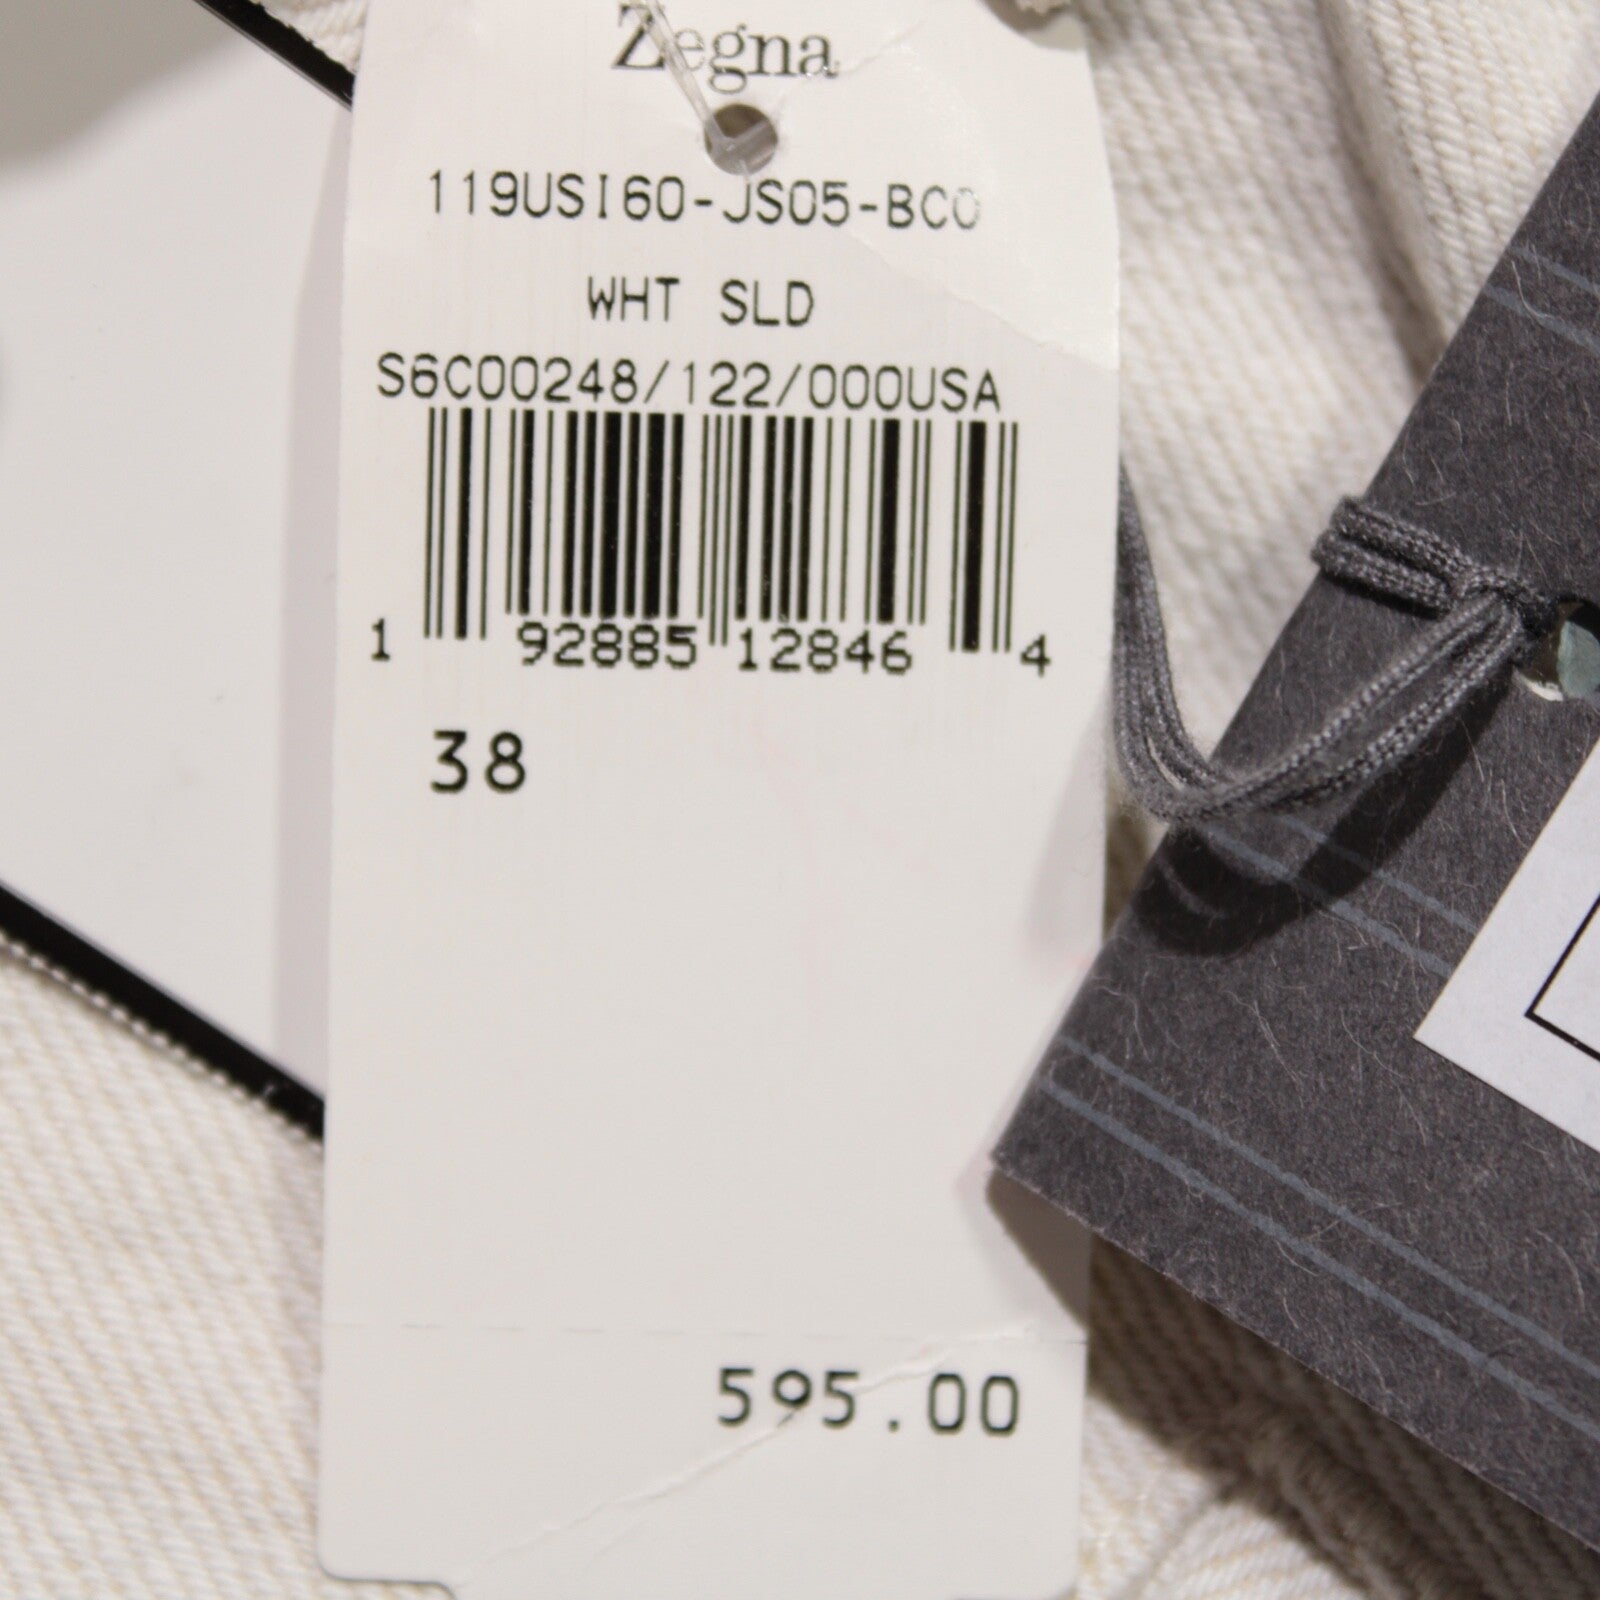 Zegna
119USI60-JS05-BC0
WHT SLD
S6C00248/122/000USA
1 92885 12846 4
38
595.00